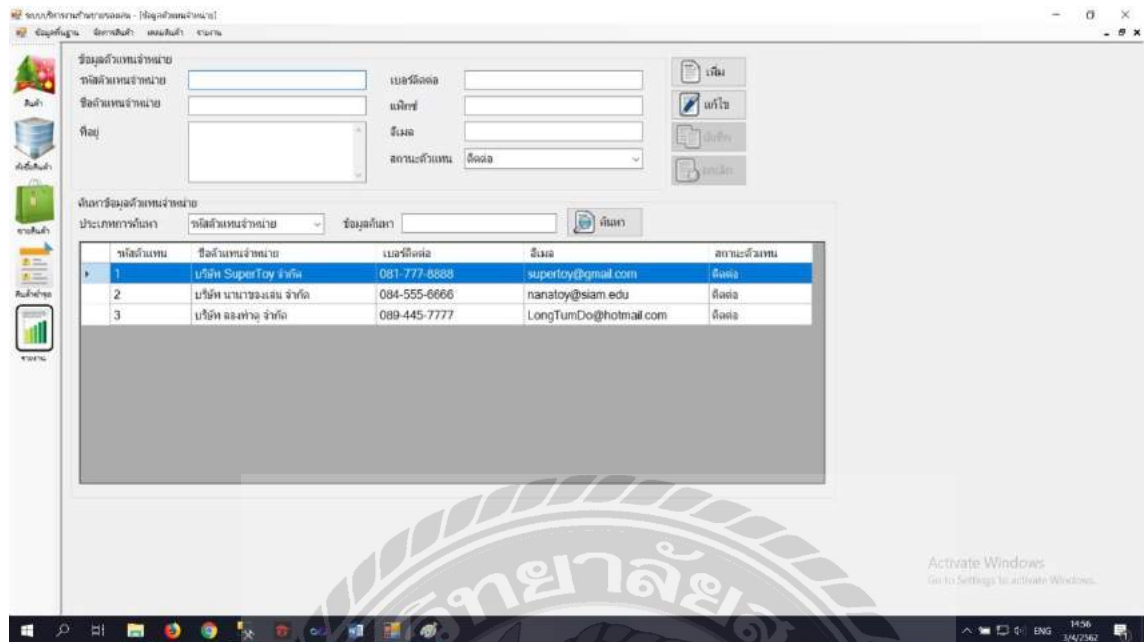 ระบบบริหารงานร้านขายของเล่น - [ข้อมูลตัวแทนจำหน่าย]
ข้อมูลพื้นฐาน จัดการสินค้า เคลมสินค้า รายงาน
สินค้า
สั่งซื้อสินค้า
ขายสินค้า
สินค้าชำรุด
รายงาน
ข้อมูลตัวแทนจำหน่าย
รหัสตัวแทนจำหน่าย
ชื่อตัวแทนจำหน่าย
ที่อยู่
เบอร์ติดต่อ
แฟ็กซ์
อีเมล
สถานะตัวแทน ติดต่อ
เพิ่ม
แก้ไข
บันทึก
ยกเลิก
ค้นหาข้อมูลตัวแทนจำหน่าย
ประเภทการค้นหา รหัสตัวแทนจำหน่าย ข้อมูลค้นหา ค้นหา
รหัสตัวแทน ชื่อตัวแทนจำหน่าย เบอร์ติดต่อ อีเมล สถานะตัวแทน
1 บริษัท SuperToy จำกัด 081-777-8888 supertoy@gmail.com ติดต่อ
2 บริษัท นานาของเล่น จำกัด 084-555-6666 nanatoy@siam.edu ติดต่อ
3 บริษัท ลองทำดู จำกัด 089-445-7777 LongTumDo@hotmail.com ติดต่อ
Activate Windows
Go to Settings to activate Windows.
ENG
14:56
3/4/2562